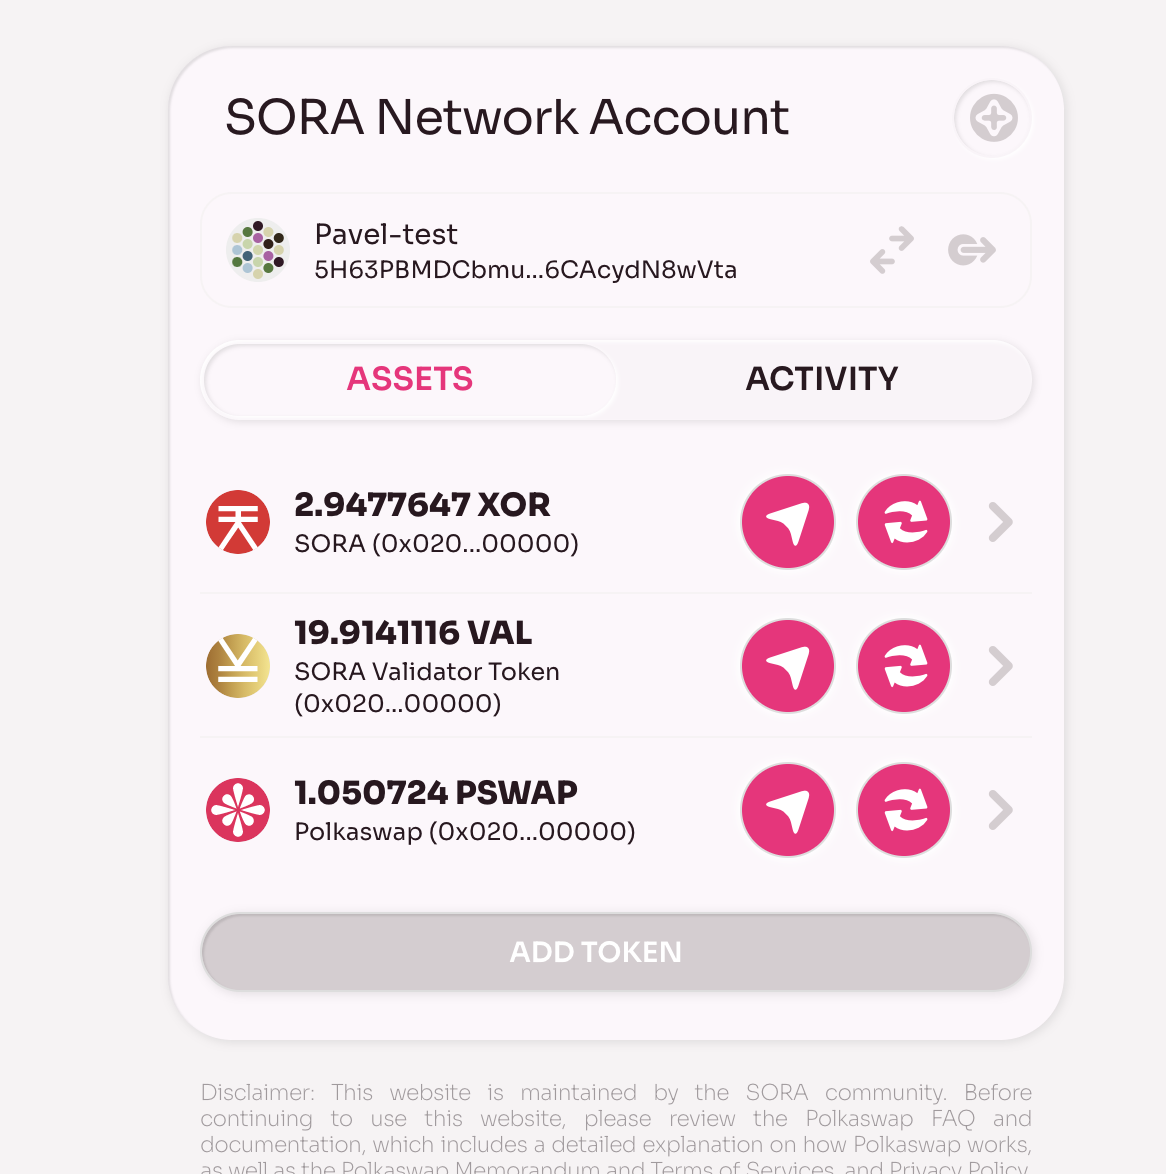 SORA Network Account
Pavel-test
5H63PBMDCbmu...6CAcydN8wVta
ASSETS
ACTIVITY
2.9477647 XOR
SORA (0x020...00000)
19.9141116 VAL
SORA Validator Token
(0x020...00000)
1.050724 PSWAP
Polkaswap (0x020...00000)
ADD TOKEN
Disclaimer: This website is maintained by the SORA community. Before
continuing to use this website, please review the Polkaswap FAQ and
documentation, which includes a detailed explanation on how Polkaswap works,
as well as the Polkaswap Memorandum and Terms of Services, and Privacy Policy.